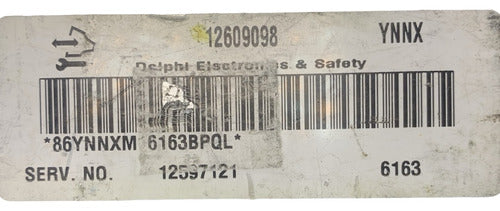 12609098 YNNX
Delphi Electronics & Safety
*86YNNXM 6163BPQL*
SERV. NO. 12597121 6163